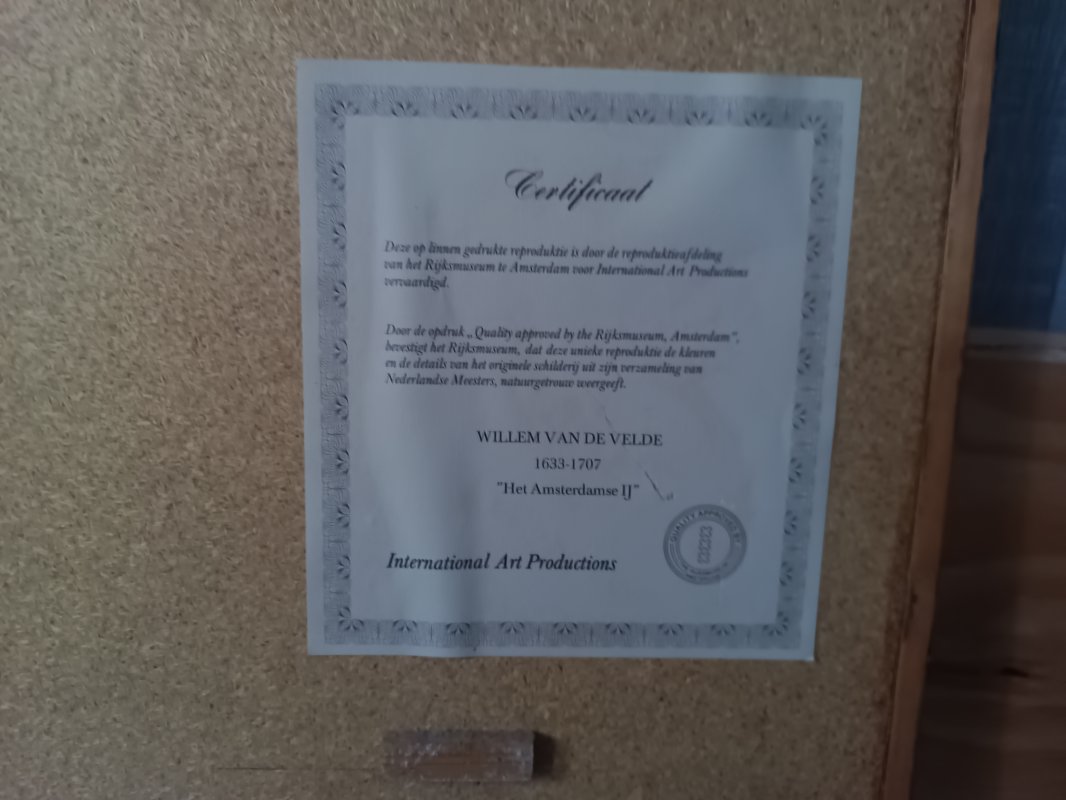 Certificaat
Deze op linnen gedrukte reproduktie is door de reproduktieafdeling
van het Rijksmuseum te Amsterdam voor International Art Productions
vervaardigd.
Door de opdruk „Quality approved by the Rijksmuseum, Amsterdam“,
bevestigt het Rijksmuseum, dat deze unieke reproduktie de kleuren
en de details van het originele schilderij uit zijn verzameling van
Nederlandse Meesters, natuurgetrouw weergeeft.
WILLEM VAN DE VELDE
1633-1707
"Het Amsterdamse IJ"
QUALITY APPROVED BY
International Art Productions